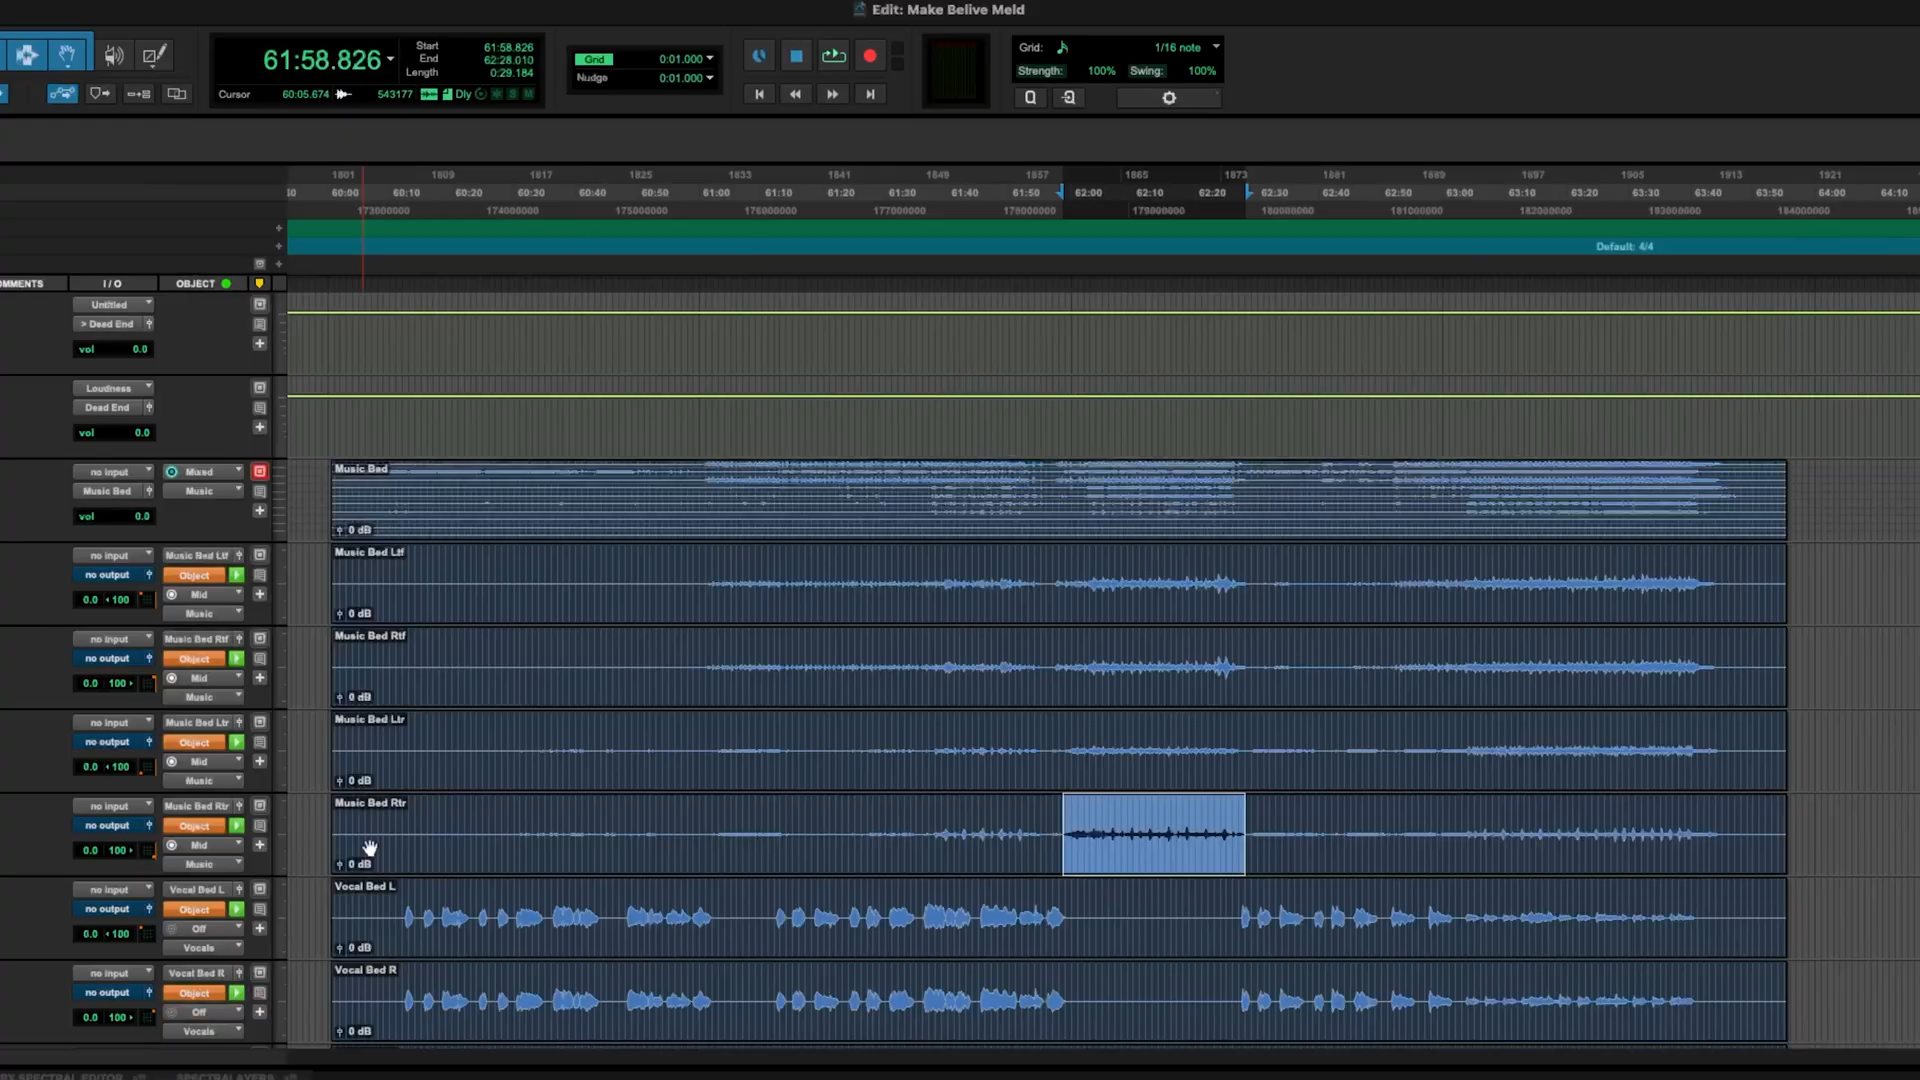 Edit: Make Belive Meld
61:58.826
Start 61:58.826
End 62:28.010
Length 0:29.184
Cursor 60:05.674 543177 Dly S M
Grid 0:01.000
Nudge 0:01.000
Grid: 1/16 note
Strength: 100% Swing: 100%
1801 1809 1817 1825 1833 1841 1849 1857 1865 1873 1881 1889 1897 1905 1913 1921
60:00 60:10 60:20 60:30 60:40 60:50 61:00 61:10 61:20 61:30 61:40 61:50 62:00 62:10 62:20 62:30 62:40 62:50 63:00 63:10 63:20 63:30 63:40 63:50 64:00 64:10
173000000 174000000 175000000 176000000 177000000 178000000 179000000 180000000 181000000 182000000 183000000 184000000
Default: 4/4
OMMENTS I / O OBJECT
Untitled
> Dead End
vol 0.0
Loudness
Dead End
vol 0.0
no input Mixed Music Bed
Music Bed Music
vol 0.0 0 dB
no input Music Bed Ltf Music Bed Ltf
no output Object
0.0 ‹ 100 Mid
Music 0 dB
no input Music Bed Rtf Music Bed Rtf
no output Object
0.0 100 › Mid
Music 0 dB
no input Music Bed Ltr Music Bed Ltr
no output Object
0.0 ‹ 100 Mid
Music 0 dB
no input Music Bed Rtr Music Bed Rtr
no output Object
0.0 100 › Mid
Music 0 dB
no input Vocal Bed L Vocal Bed L
no output Object
0.0 ‹ 100 Off
Vocals 0 dB
no input Vocal Bed R Vocal Bed R
no output Object
0.0 100 › Off
Vocals 0 dB
SPECTRAL EDITOR SPECTRALAYERS